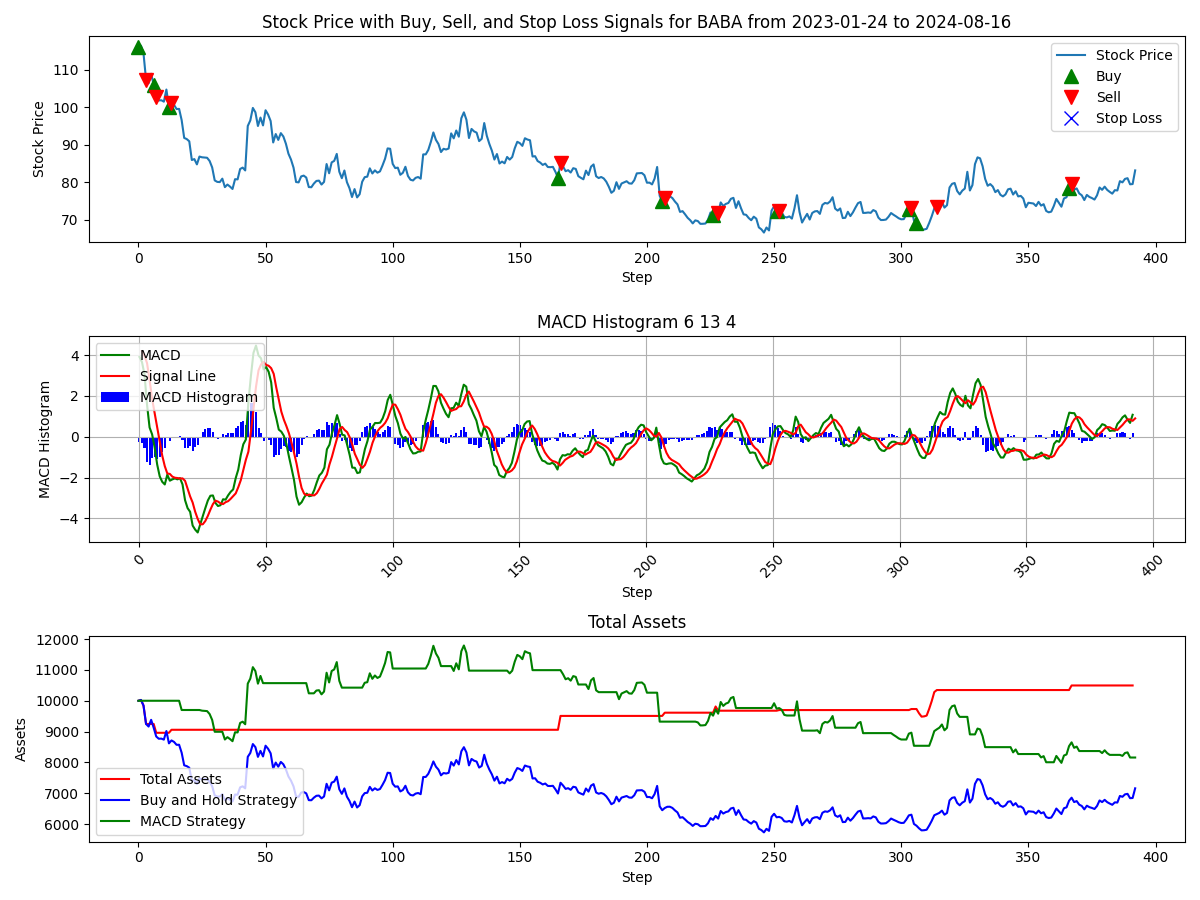 Stock Price with Buy, Sell, and Stop Loss Signals for BABA from 2023-01-24 to 2024-08-16
Stock Price
110
100
90
80
70
Stock Price
Buy
Sell
Stop Loss
0 50 100 150 200 250 300 350 400
Step
MACD Histogram 6 13 4
MACD Histogram
4
2
0
−2
−4
MACD
Signal Line
MACD Histogram
0 50 100 150 200 250 300 350 400
Step
Total Assets
Assets
12000
11000
10000
9000
8000
7000
6000
Total Assets
Buy and Hold Strategy
MACD Strategy
0 50 100 150 200 250 300 350 400
Step